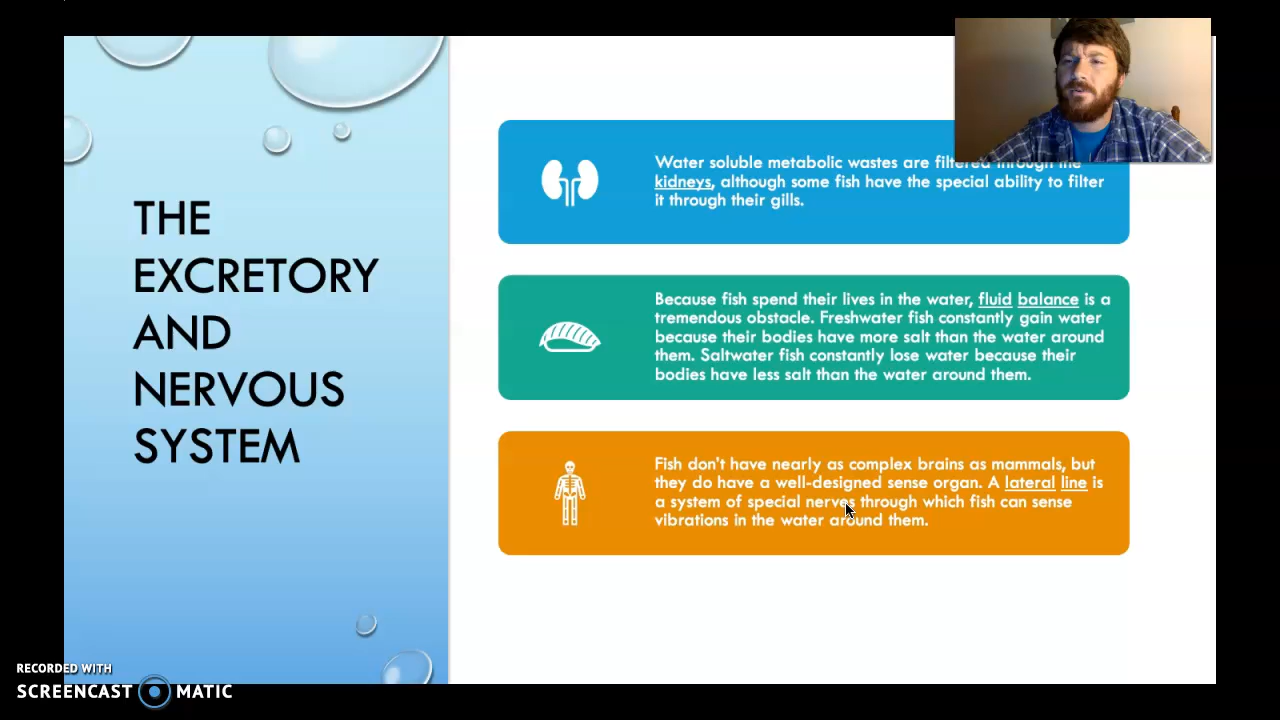 THE
EXCRETORY
AND
NERVOUS
SYSTEM
Water soluble metabolic wastes are filtered through the
kidneys, although some fish have the special ability to filter
it through their gills.
Because fish spend their lives in the water, fluid balance is a
tremendous obstacle. Freshwater fish constantly gain water
because their bodies have more salt than the water around
them. Saltwater fish constantly lose water because their
bodies have less salt than the water around them.
Fish don't have nearly as complex brains as mammals, but
they do have a well-designed sense organ. A lateral line is
a system of special nerves through which fish can sense
vibrations in the water around them.
RECORDED WITH
SCREENCAST MATIC